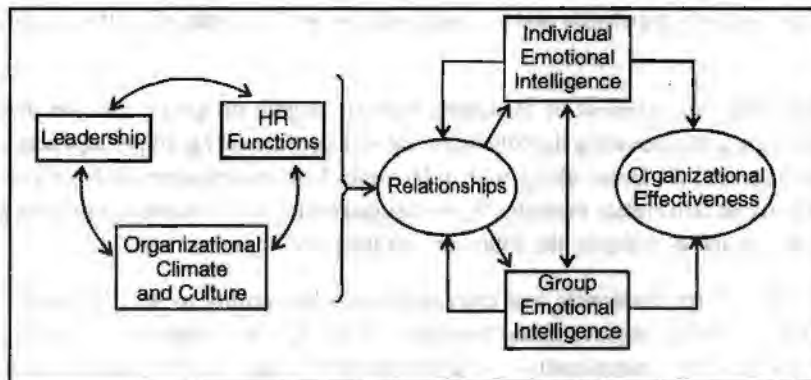 Leadership
HR
Functions
Organizational
Climate
and Culture
Relationships
Individual
Emotional
Intelligence
Group
Emotional
Intelligence
Organizational
Effectiveness